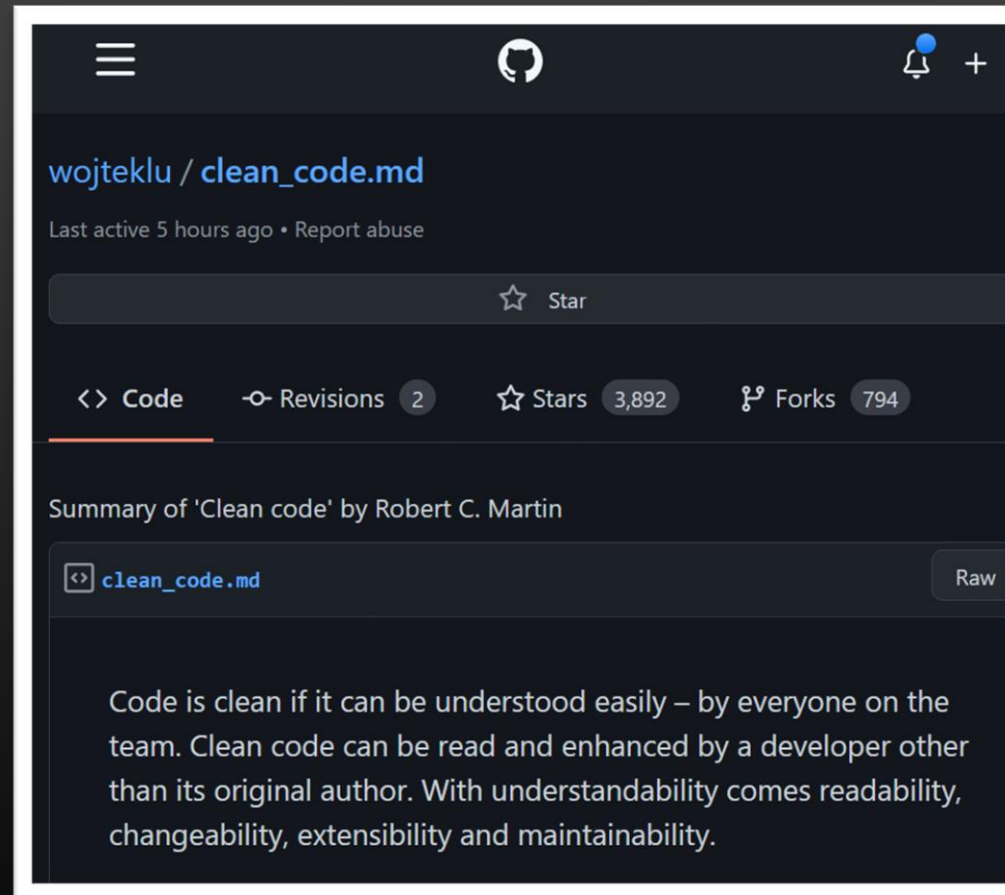 wojteklu / clean_code.md
Last active 5 hours ago • Report abuse
Star
Code Revisions 2 Stars 3,892 Forks 794
Summary of 'Clean code' by Robert C. Martin
clean_code.md Raw
Code is clean if it can be understood easily – by everyone on the
team. Clean code can be read and enhanced by a developer other
than its original author. With understandability comes readability,
changeability, extensibility and maintainability.